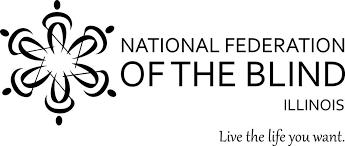 NATIONAL FEDERATION
OF THE BLIND
ILLINOIS
Live the life you want.